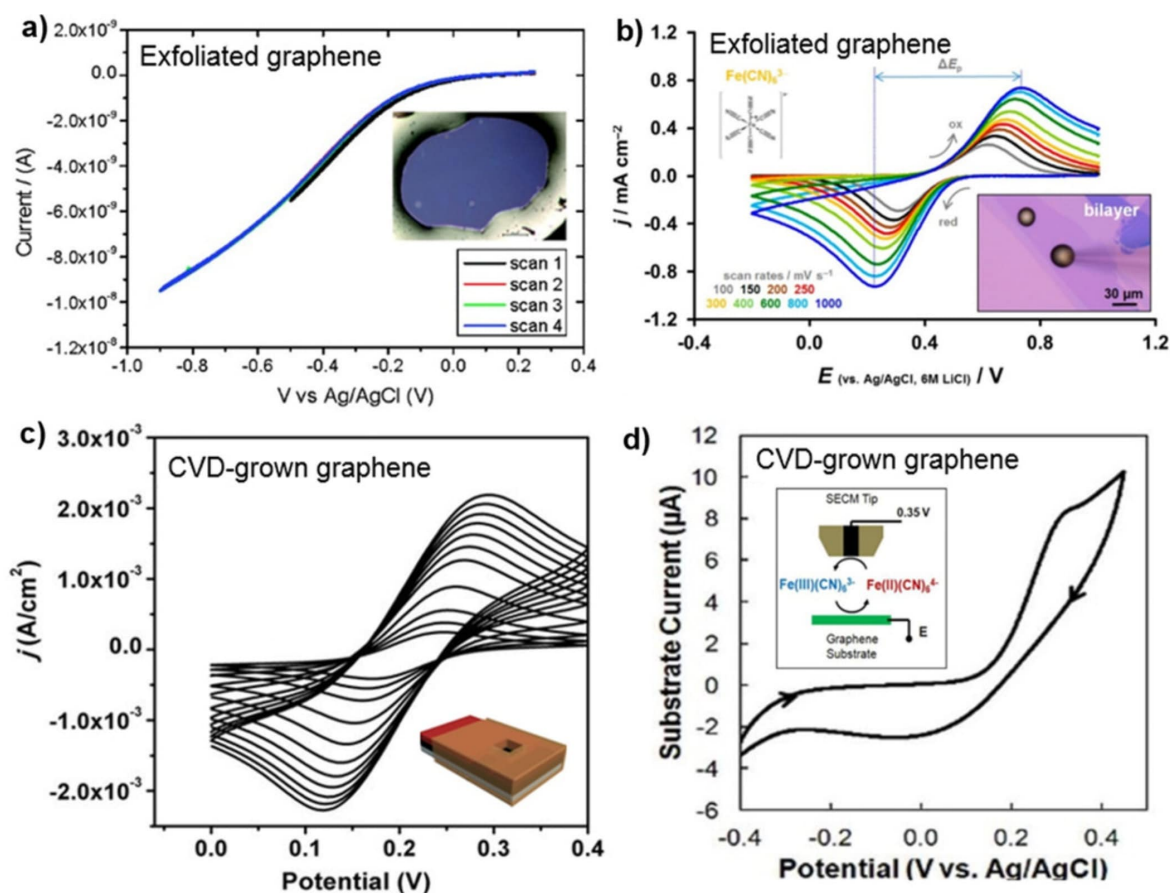 a)
Exfoliated graphene
2.0x10⁻⁹
0.0
-2.0x10⁻⁹
-4.0x10⁻⁹
-6.0x10⁻⁹
-8.0x10⁻⁹
-1.0x10⁻⁸
-1.2x10⁻⁸
Current / (A)
scan 1
scan 2
scan 3
scan 4
-1.0 -0.8 -0.6 -0.4 -0.2 0.0 0.2 0.4
V vs Ag/AgCl (V)
b)
Exfoliated graphene
Fe(CN)₆³⁻
ΔEₚ
1.2
0.8
0.4
0.0
-0.4
-0.8
-1.2
j / mA cm⁻²
ox
red
bilayer
30 µm
scan rates / mV s⁻¹
100 150 200 250
300 400 600 800 1000
-0.4 0.0 0.4 0.8 1.2
E (vs. Ag/AgCl, 6M LiCl) / V
c)
CVD-grown graphene
3.0x10⁻³
2.0x10⁻³
1.0x10⁻³
0.0
-1.0x10⁻³
-2.0x10⁻³
j (A/cm²)
0.0 0.1 0.2 0.3 0.4
Potential (V)
d)
CVD-grown graphene
12
10
8
6
4
2
0
-2
-4
-6
Substrate Current (µA)
SECM Tip
0.35 V
Fe(III)(CN)₆³⁻ Fe(II)(CN)₆⁴⁻
E
Graphene
Substrate
-0.4 -0.2 0.0 0.2 0.4
Potential (V vs. Ag/AgCl)